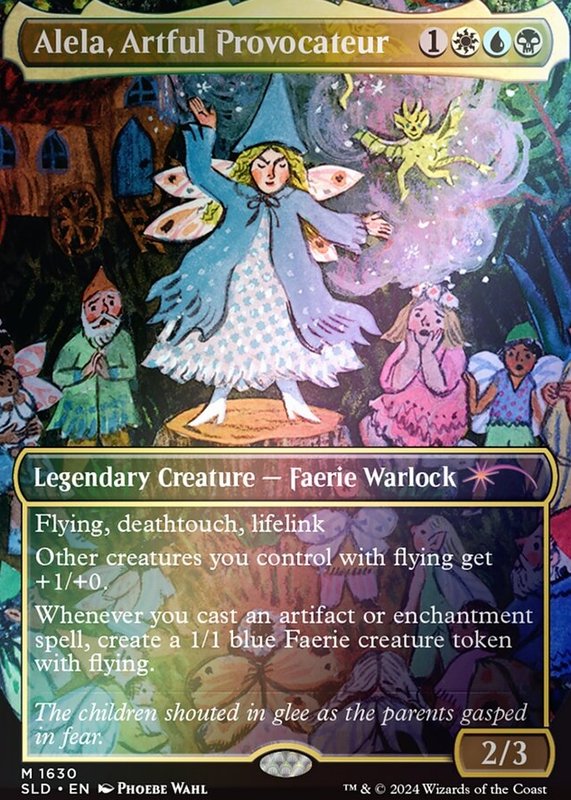 Alela, Artful Provocateur 1
Legendary Creature — Faerie Warlock
Flying, deathtouch, lifelink
Other creatures you control with flying get
+1/+0.
Whenever you cast an artifact or enchantment
spell, create a 1/1 blue Faerie creature token
with flying.
The children shouted in glee as the parents gasped
in fear.
2/3
M 1630
SLD • EN Phoebe Wahl
™ & © 2024 Wizards of the Coast